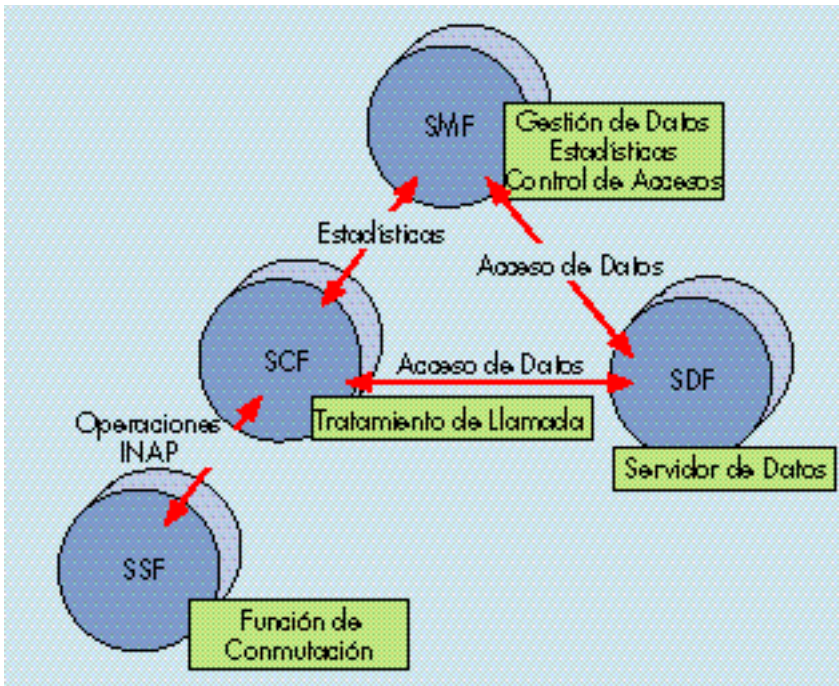 SMF
Gestión de Datos
Estadísticas
Control de Accesos
Estadísticas
Acceso de Datos
SCF
Acceso de Datos
SDF
Tratamiento de Llamada
Operaciones
INAP
Servidor de Datos
SSF
Función de
Conmutación